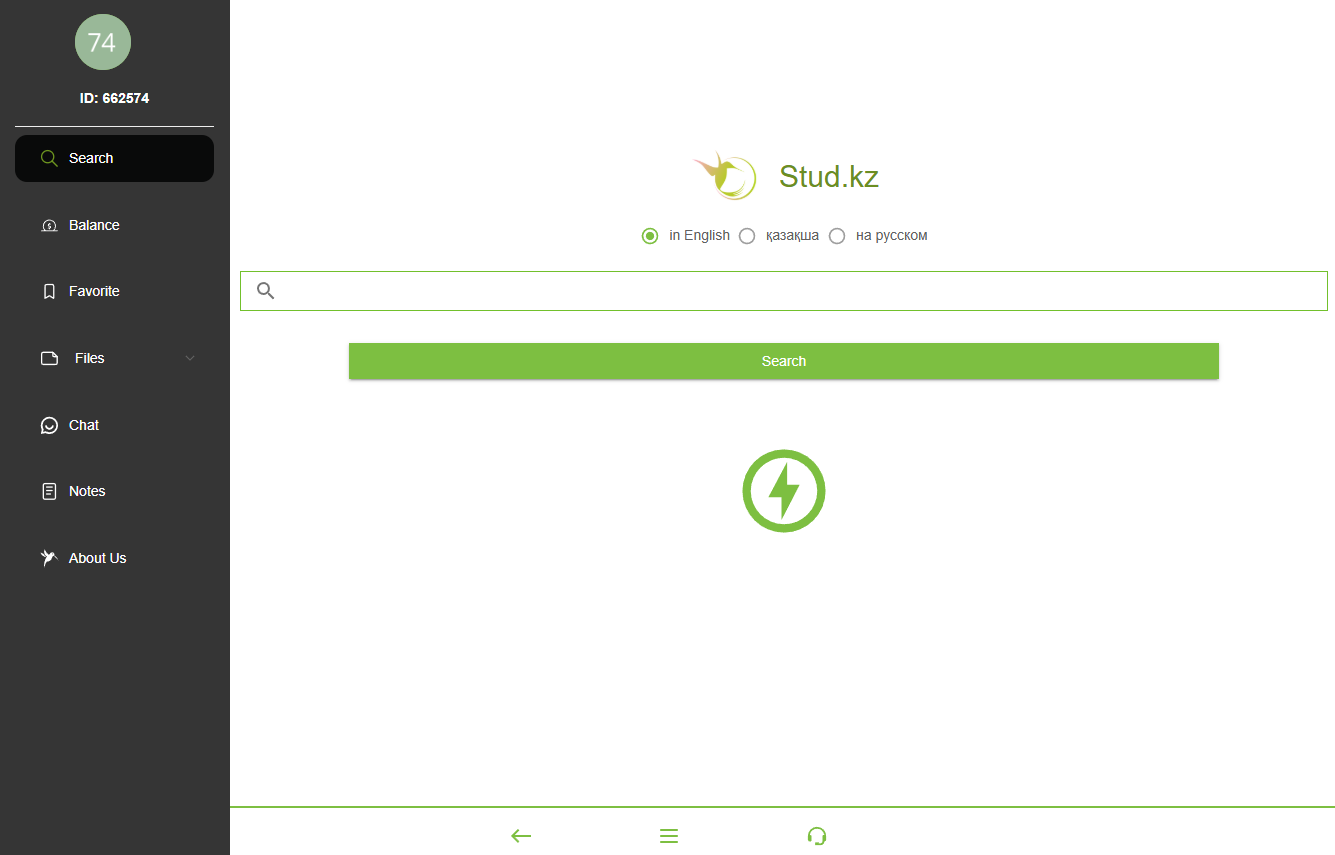 74
ID: 662574
Search
Balance
Favorite
Files
Chat
Notes
About Us
Stud.kz
in English қазақша на русском
Search